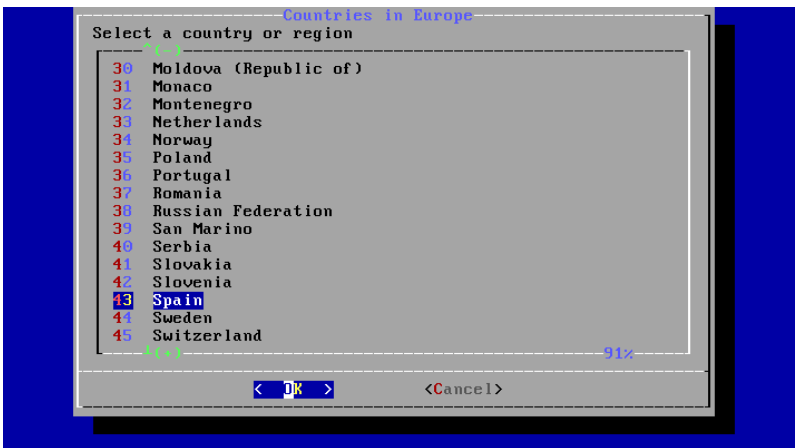 Countries in Europe
Select a country or region
^(-)
30 Moldova (Republic of)
31 Monaco
32 Montenegro
33 Netherlands
34 Norway
35 Poland
36 Portugal
37 Romania
38 Russian Federation
39 San Marino
40 Serbia
41 Slovakia
42 Slovenia
43 Spain
44 Sweden
45 Switzerland
(+) 91%
< OK > <Cancel>